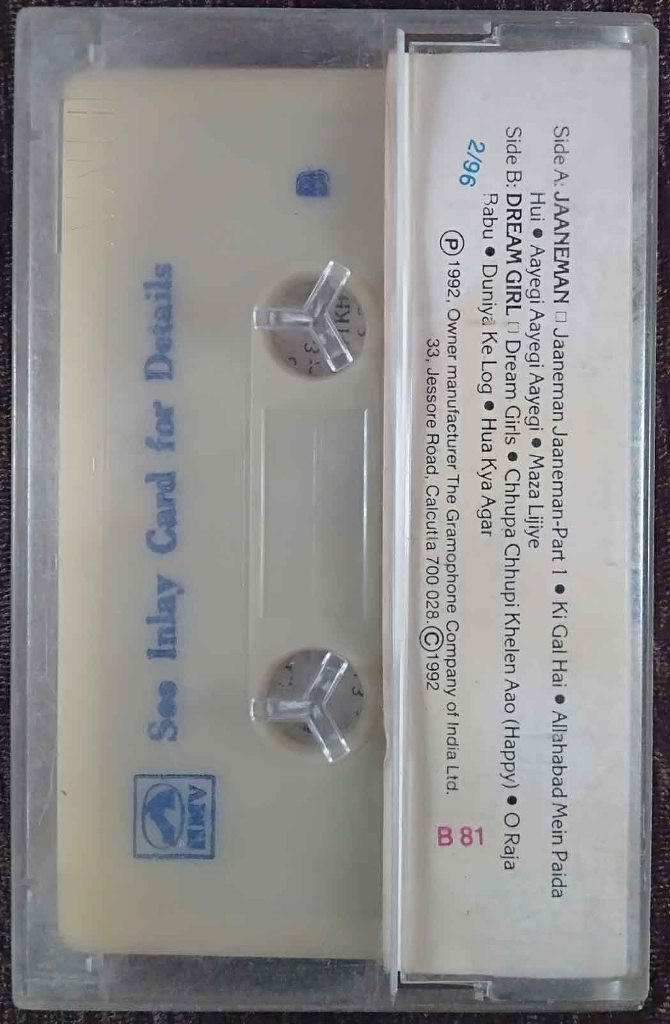 Side A: JAANEMAN □ Jaaneman Jaaneman-Part 1 ● Ki Gal Hai ● Allahabad Mein Paida
Hui ● Aayegi Aayegi Aayegi ● Maza Lijiye
Side B: DREAM GIRL □ Dream Girls ● Chhupa Chhupi Khelen Aao (Happy) ● O Raja
Babu ● Duniya Ke Log ● Hua Kya Agar
2/96
Ⓟ 1992, Owner manufacturer The Gramophone Company of India Ltd.
33, Jessore Road, Calcutta 700 028. Ⓒ 1992
B 81
See Inlay Card for Details
HMV